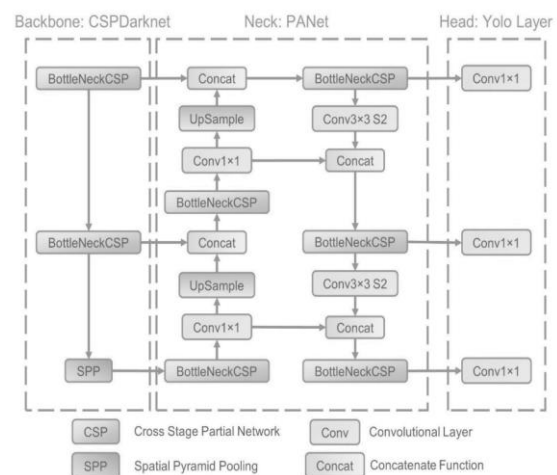 Backbone: CSPDarknet Neck: PANet Head: Yolo Layer
BottleNeckCSP Concat BottleNeckCSP Conv1×1
UpSample Conv3×3 S2
Conv1×1 Concat
BottleNeckCSP
BottleNeckCSP Concat BottleNeckCSP Conv1×1
UpSample Conv3×3 S2
Conv1×1 Concat
SPP BottleNeckCSP BottleNeckCSP Conv1×1
CSP Cross Stage Partial Network Conv Convolutional Layer
SPP Spatial Pyramid Pooling Concat Concatenate Function